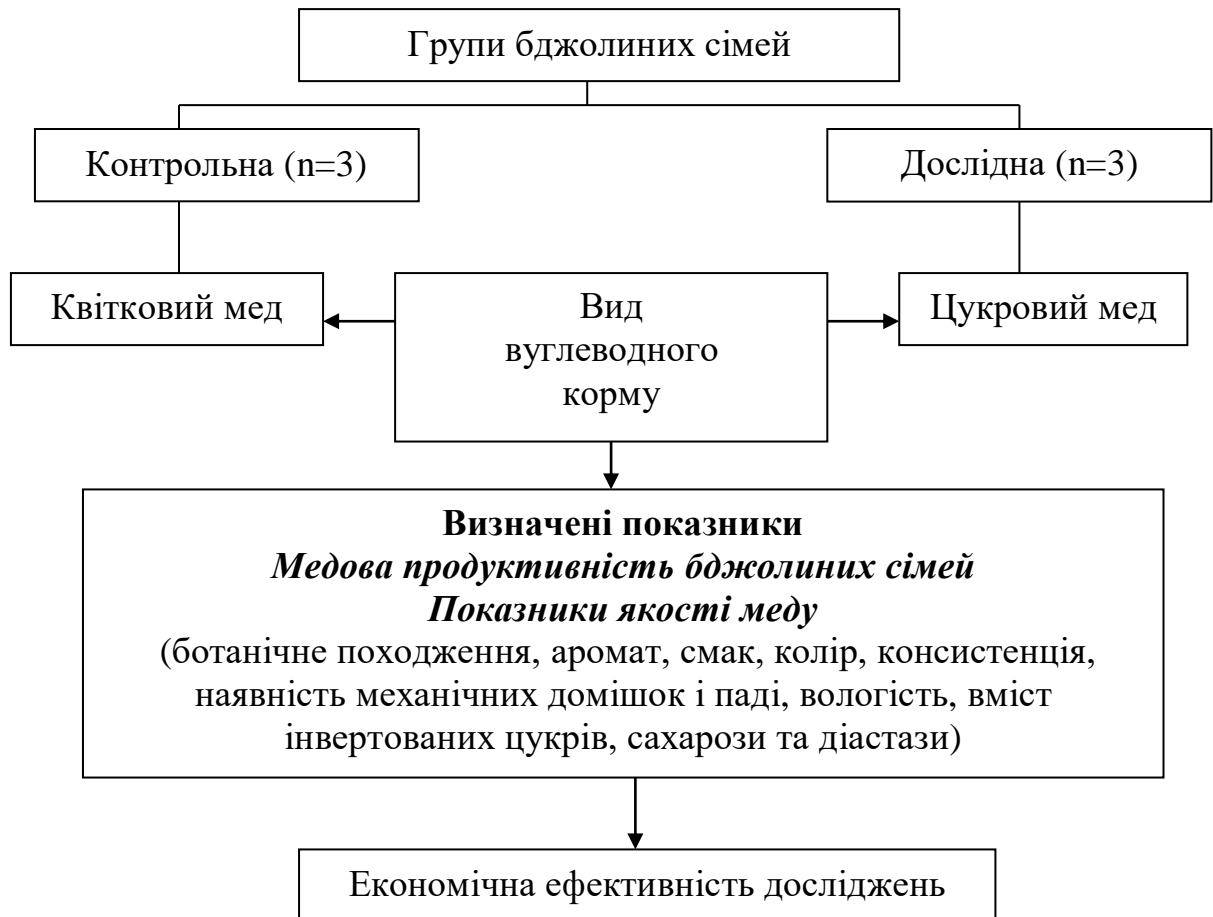 Групи бджолиних сімей
Контрольна (n=3)
Дослідна (n=3)
Квітковий мед
Вид
вуглеводного
корму
Цукровий мед
Визначені показники
Медова продуктивність бджолиних сімей
Показники якості меду
(ботанічне походження, аромат, смак, колір, консистенція,
наявність механічних домішок і паді, вологість, вміст
інвертованих цукрів, сахарози та діастази)
Економічна ефективність досліджень